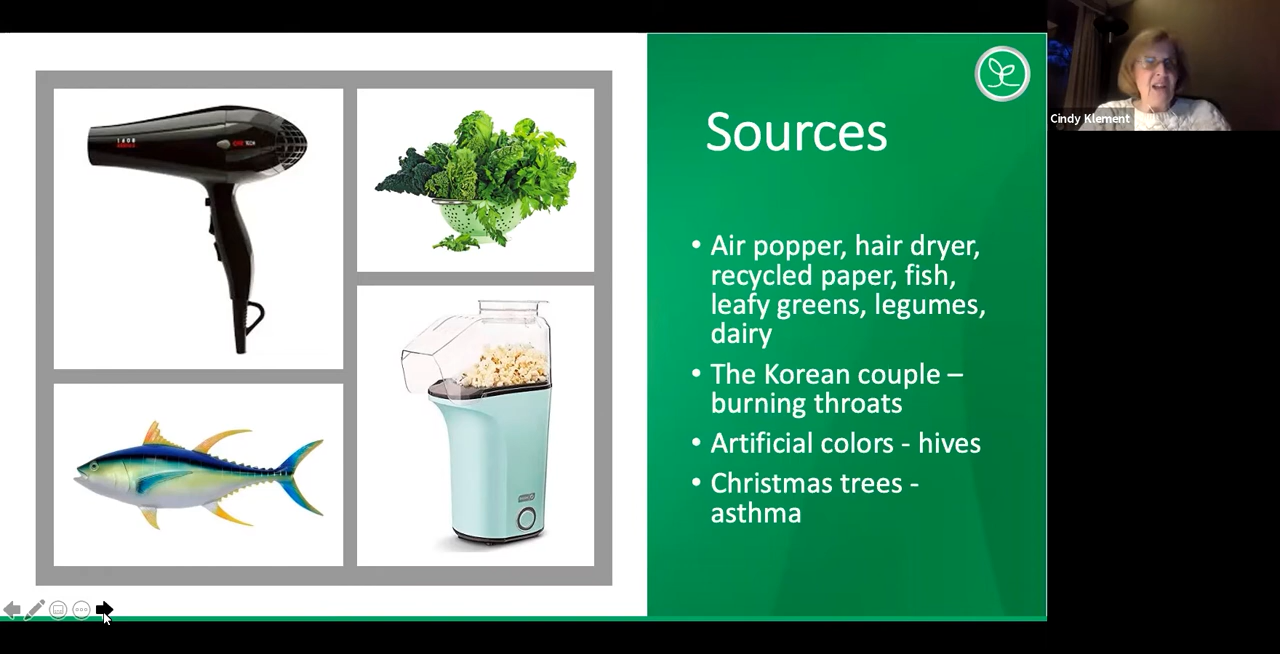 Sources
• Air popper, hair dryer,
recycled paper, fish,
leafy greens, legumes,
dairy
• The Korean couple –
burning throats
• Artificial colors - hives
• Christmas trees -
asthma
Cindy Klement